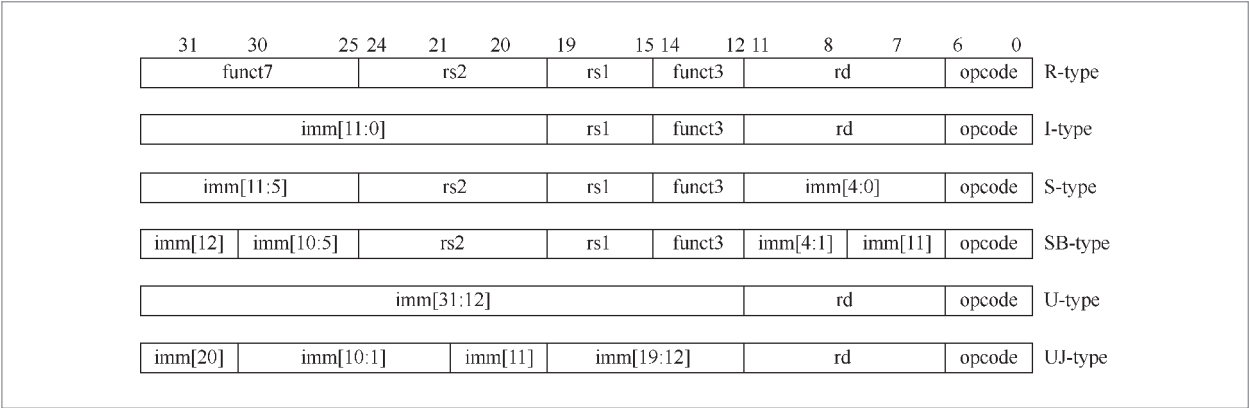 31 30 25 24 21 20 19 15 14 12 11 8 7 6 0
funct7 rs2 rs1 funct3 rd opcode R-type
imm[11:0] rs1 funct3 rd opcode I-type
imm[11:5] rs2 rs1 funct3 imm[4:0] opcode S-type
imm[12] imm[10:5] rs2 rs1 funct3 imm[4:1] imm[11] opcode SB-type
imm[31:12] rd opcode U-type
imm[20] imm[10:1] imm[11] imm[19:12] rd opcode UJ-type